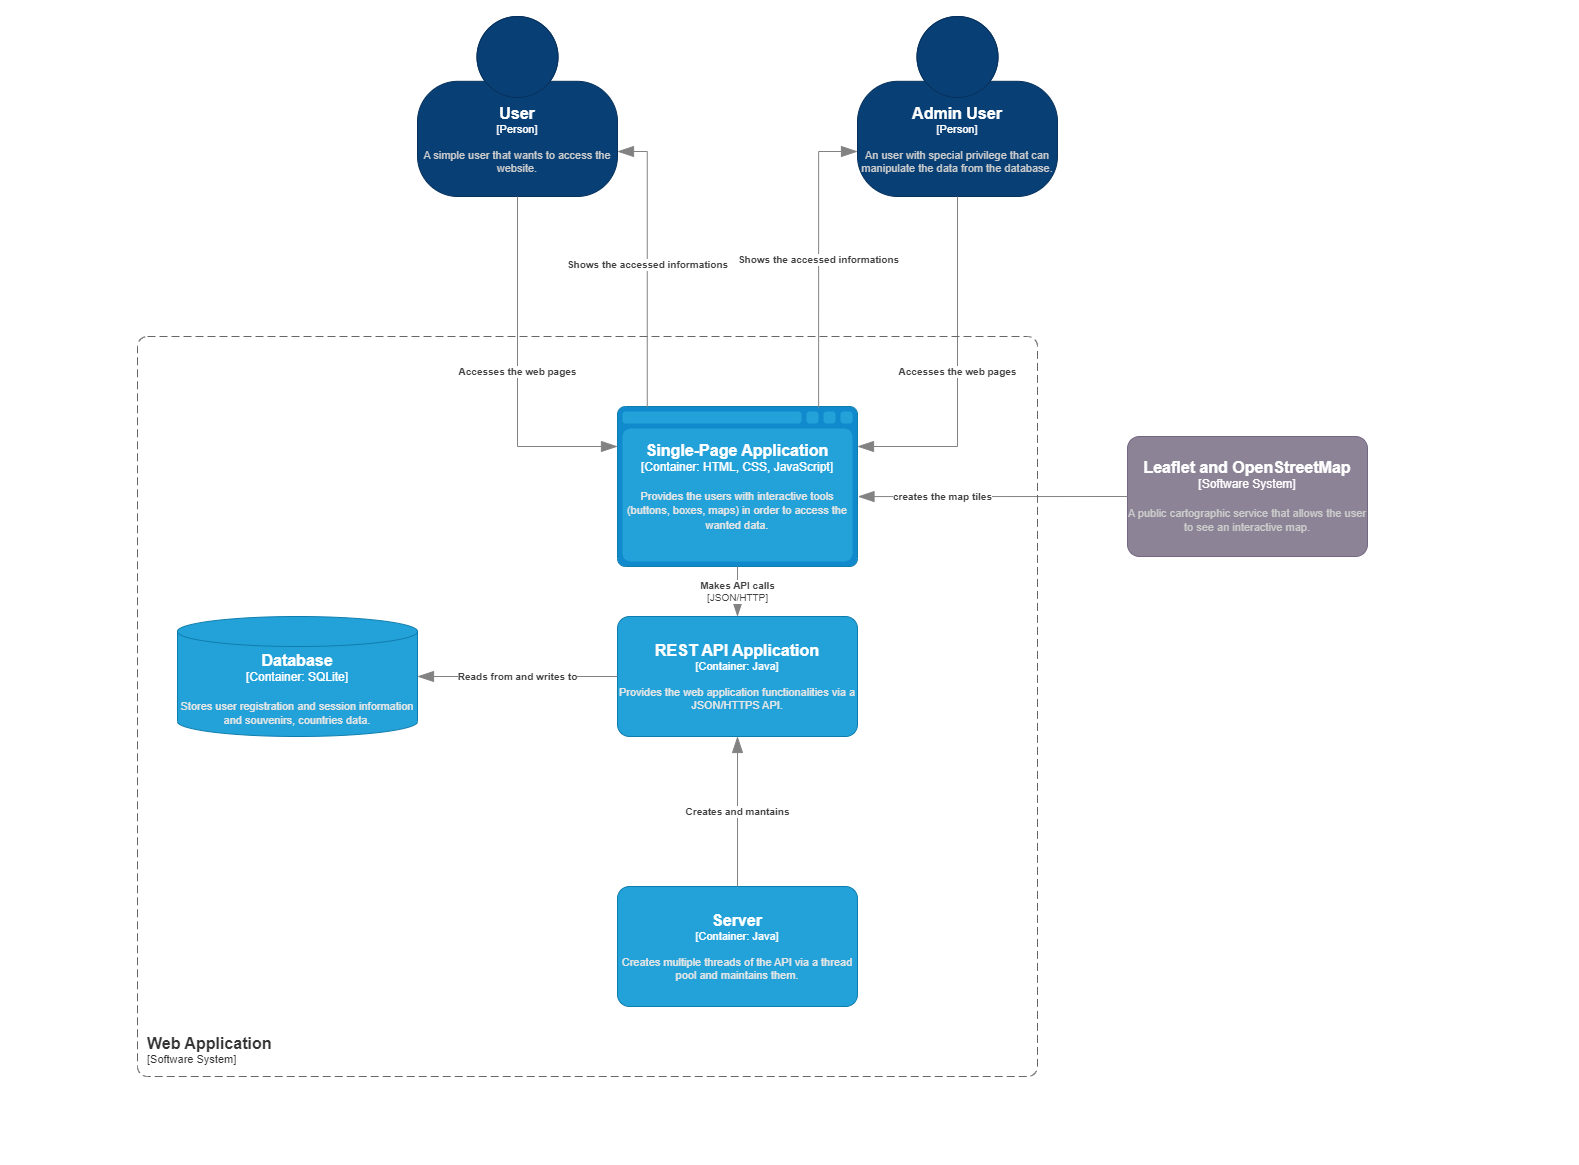 User
[Person]
A simple user that wants to access the
website.
Admin User
[Person]
An user with special privilege that can
manipulate the data from the database.
Shows the accessed informations
Shows the accessed informations
Accesses the web pages
Accesses the web pages
Single-Page Application
[Container: HTML, CSS, JavaScript]
Provides the users with interactive tools
(buttons, boxes, maps) in order to access the
wanted data.
creates the map tiles
Leaflet and OpenStreetMap
[Software System]
A public cartographic service that allows the user
to see an interactive map.
Makes API calls
[JSON/HTTP]
Database
[Container: SQLite]
Stores user registration and session information
and souvenirs, countries data.
Reads from and writes to
REST API Application
[Container: Java]
Provides the web application functionalities via a
JSON/HTTPS API.
Creates and mantains
Server
[Container: Java]
Creates multiple threads of the API via a thread
pool and maintains them.
Web Application
[Software System]